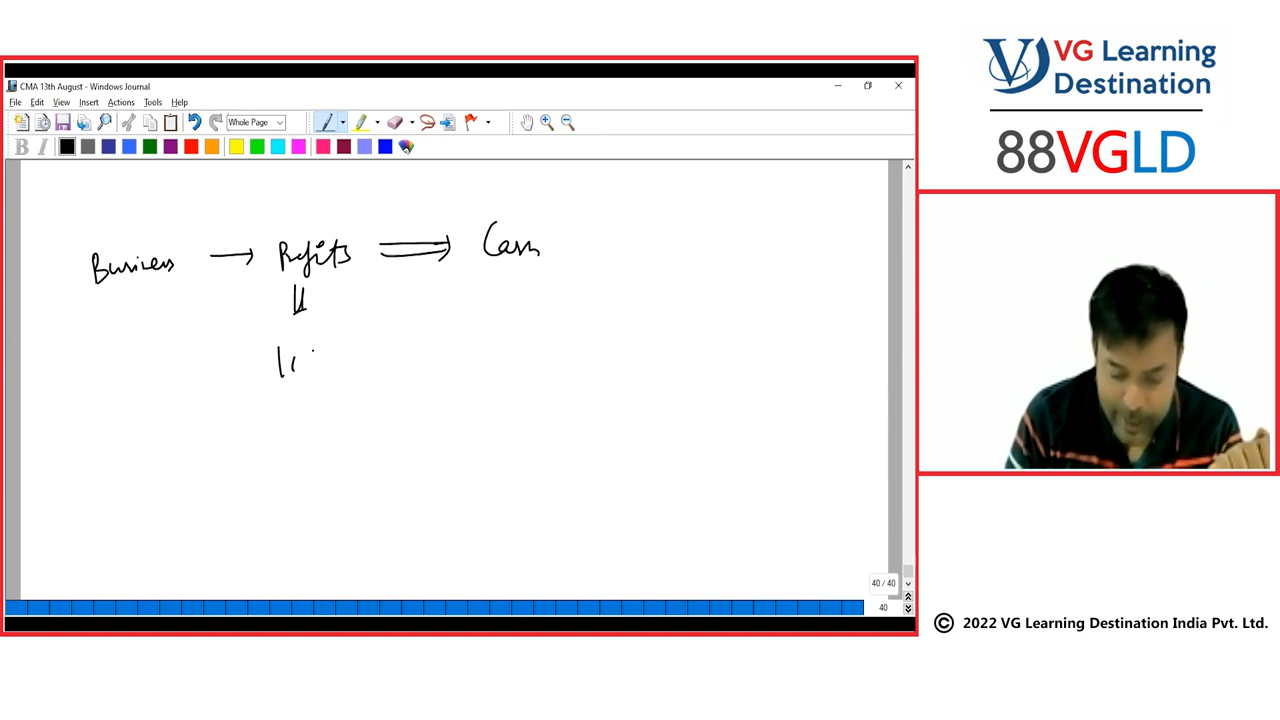 CMA 13th August - Windows Journal
File Edit View Insert Actions Tools Help
Whole Page
B I
Business → Profits ⇒ Cash
⇓
40 / 40
40
VG Learning
Destination
88VGLD
© 2022 VG Learning Destination India Pvt. Ltd.